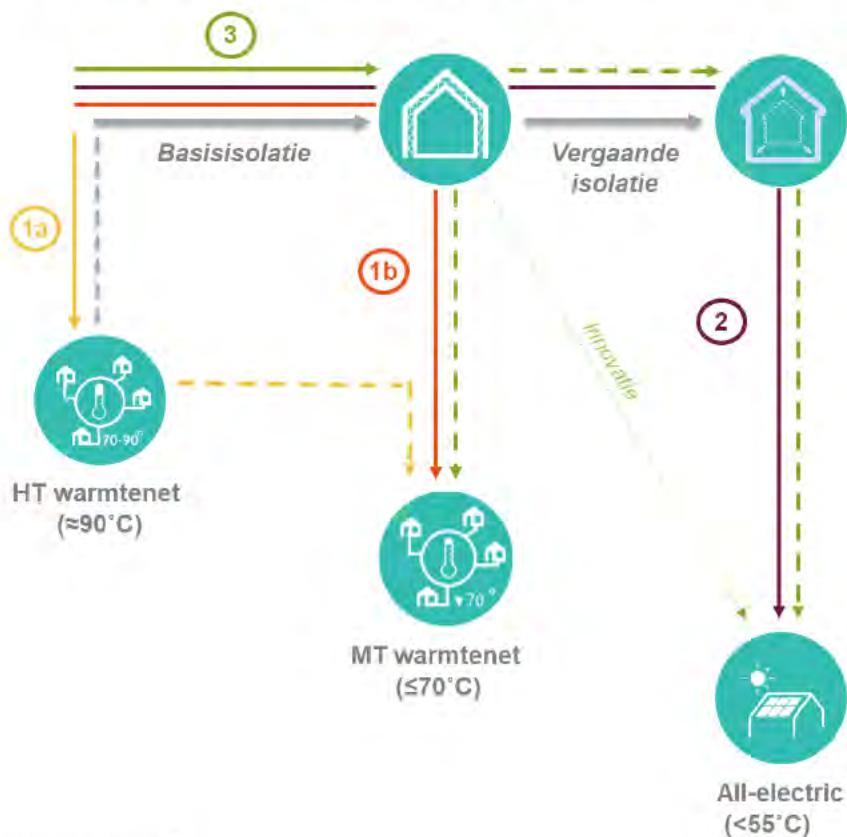 3
Basisisolatie
Vergaande
isolatie
1a
1b
2
innovatie
70-90°
HT warmtenet
(≈90°C)
▼70 °
MT warmtenet
(≤70°C)
All-electric
(<55°C)